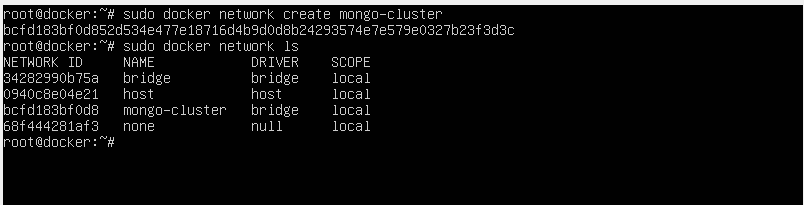 root@docker:~# sudo docker network create mongo-cluster
bcfd183bf0d852d534e477e18716d4b9d0d8b24293574e7e579e0327b23f3d3c
root@docker:~# sudo docker network ls
NETWORK ID     NAME            DRIVER    SCOPE
34282990b75a   bridge          bridge    local
0940c8e04e21   host            host      local
bcfd183bf0d8   mongo-cluster   bridge    local
68f444281af3   none            null      local
root@docker:~#